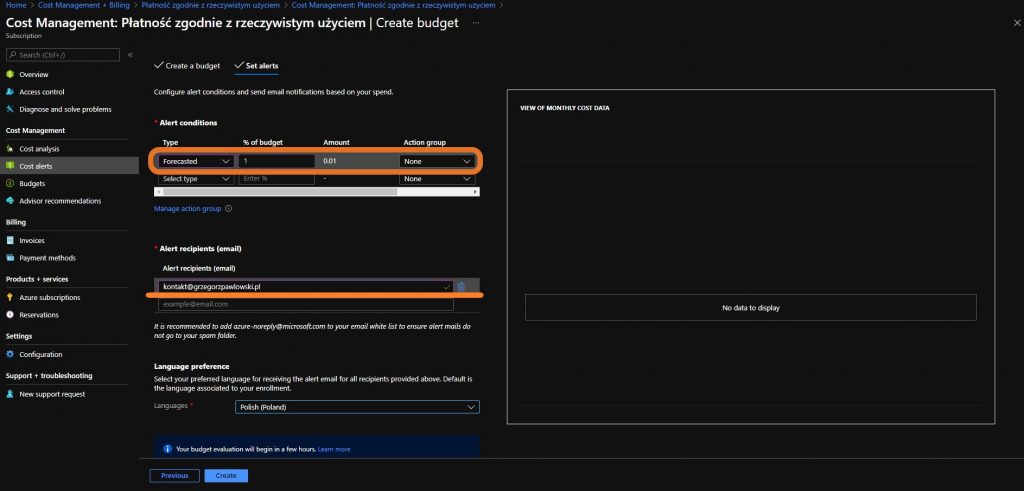 Home > Cost Management + Billing > Płatność zgodnie z rzeczywistym użyciem > Cost Management: Płatność zgodnie z rzeczywistym użyciem >
Cost Management: Płatność zgodnie z rzeczywistym użyciem | Create budget ...
Subscription
Search (Ctrl+/)
«
Overview
Access control
Diagnose and solve problems
Cost Management
Cost analysis
Cost alerts
Budgets
Advisor recommendations
Billing
Invoices
Payment methods
Products + services
Azure subscriptions
Reservations
Settings
Configuration
Support + troubleshooting
New support request
Create a budget Set alerts
Configure alert conditions and send email notifications based on your spend.
* Alert conditions
Type % of budget Amount Action group
Forecasted 1 0.01 None
Select type Enter % - None
Manage action group
* Alert recipients (email)
Alert recipients (email)
kontakt@grzegorzpawlowski.pl
example@email.com
It is recommended to add azure-noreply@microsoft.com to your email white list to ensure alert mails do
not go to your spam folder.
Language preference
Select your preferred language for receiving the alert email for all recipients provided above. Default is
the language associated to your enrollment.
Languages * Polish (Poland)
Your budget evaluation will begin in a few hours. Learn more
Previous Create
VIEW OF MONTHLY COST DATA
No data to display